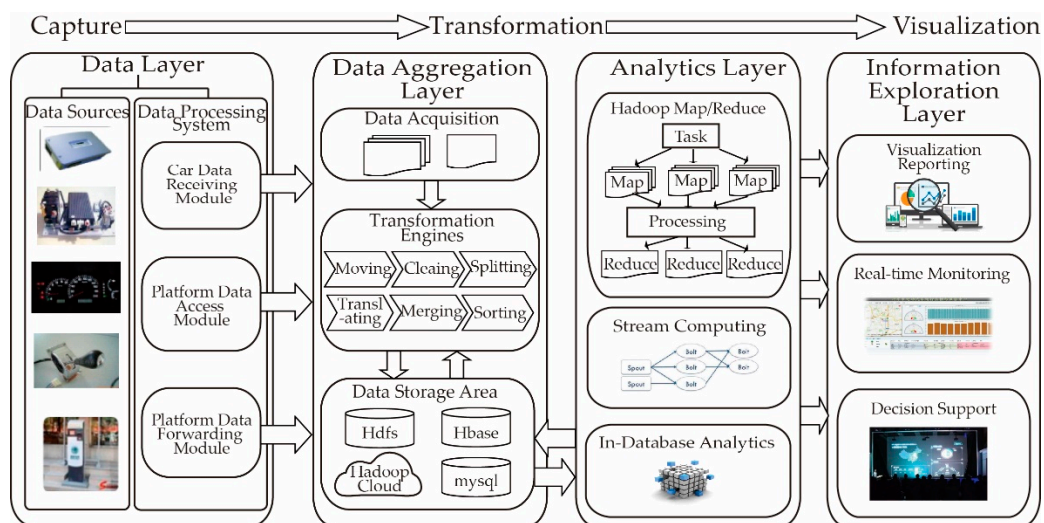 Capture
Transformation
Visualization
Data Layer
Data Sources
Data Processing
System
Car Data
Receiving
Module
Platform Data
Access
Module
Platform Data
Forwarding
Module
Data Aggregation
Layer
Data Acquisition
Transformation
Engines
Moving
Cleaing
Splitting
Transl
-ating
Merging
Sorting
Data Storage Area
Hdfs
Hbase
Hadoop
Cloud
mysql
Analytics Layer
Hadoop Map/Reduce
Task
Map
Map
Map
Processing
Reduce
Reduce
Reduce
Stream Computing
Spout
Spout
Bolt
Bolt
Bolt
Bolt
Bolt
In-Database Analytics
Information
Exploration
Layer
Visualization
Reporting
Real-time Monitoring
Decision Support